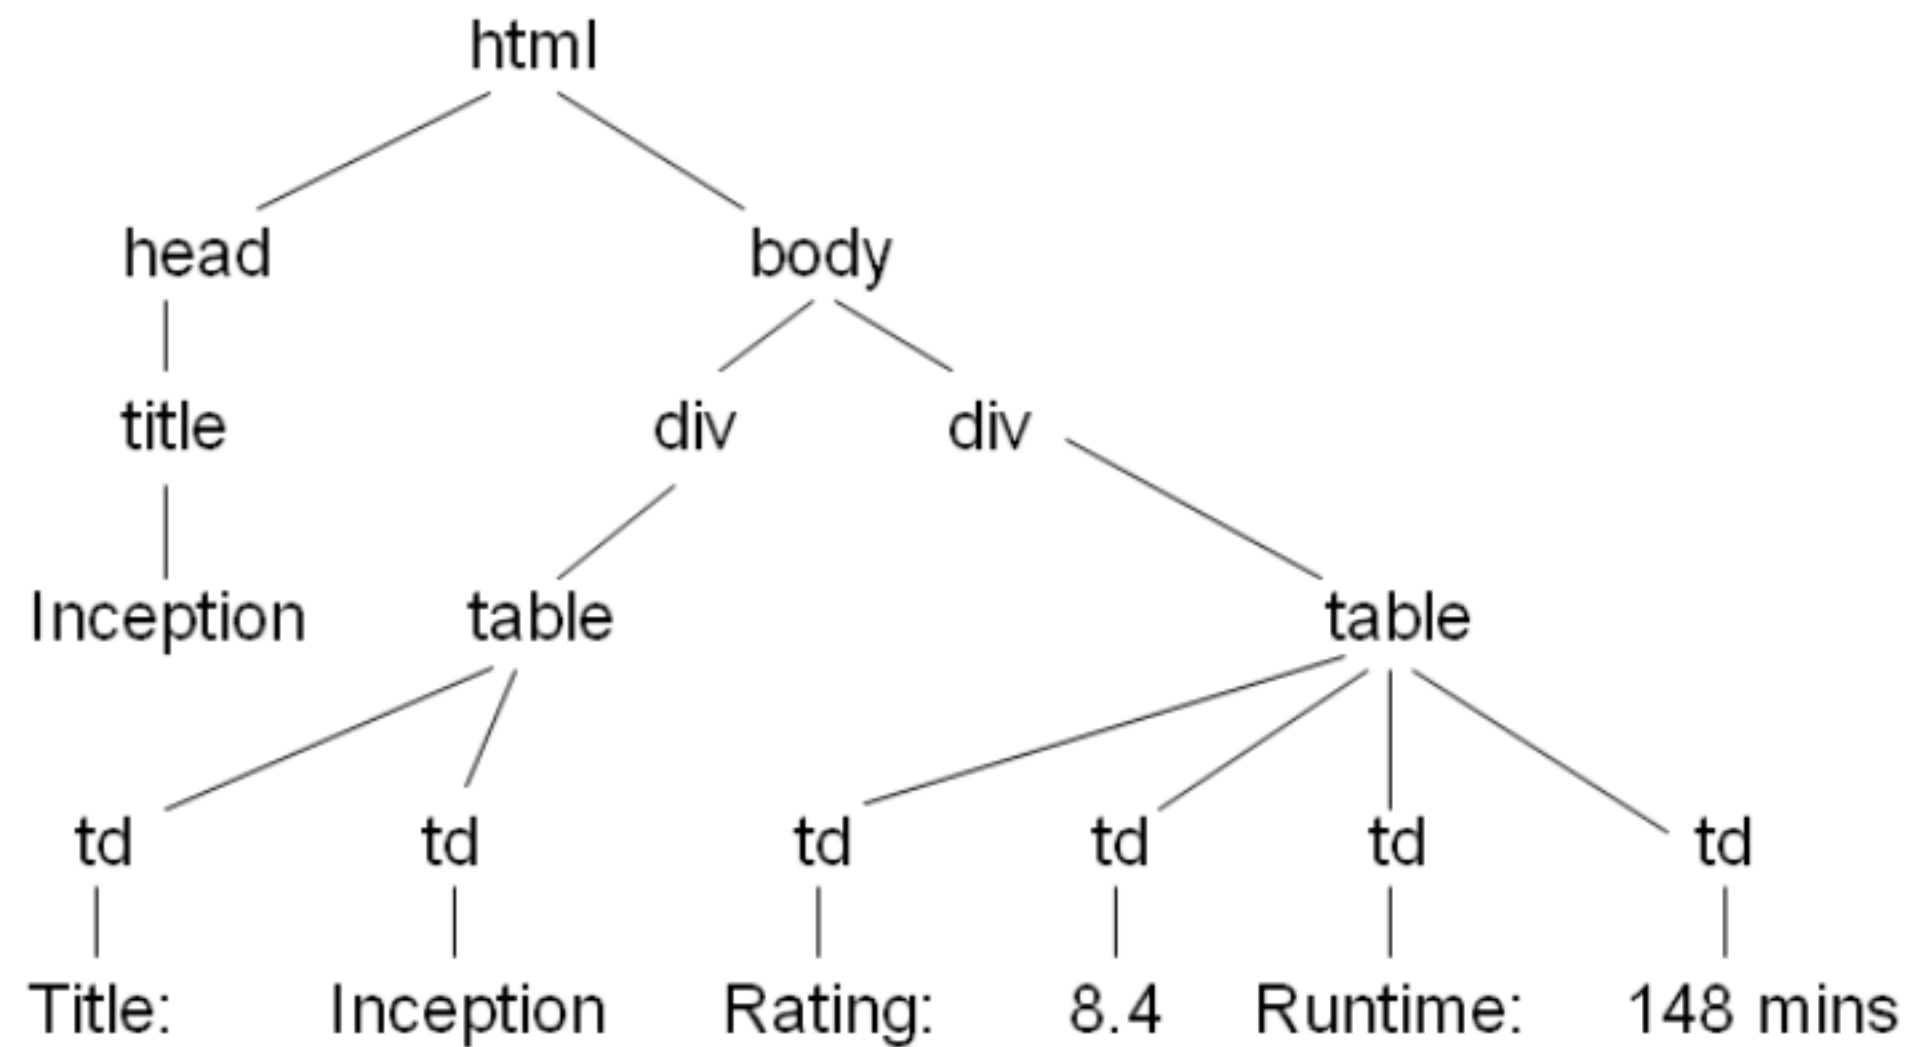 html
head body
title div div
Inception table table
td td td td td td
Title: Inception Rating: 8.4 Runtime: 148 mins